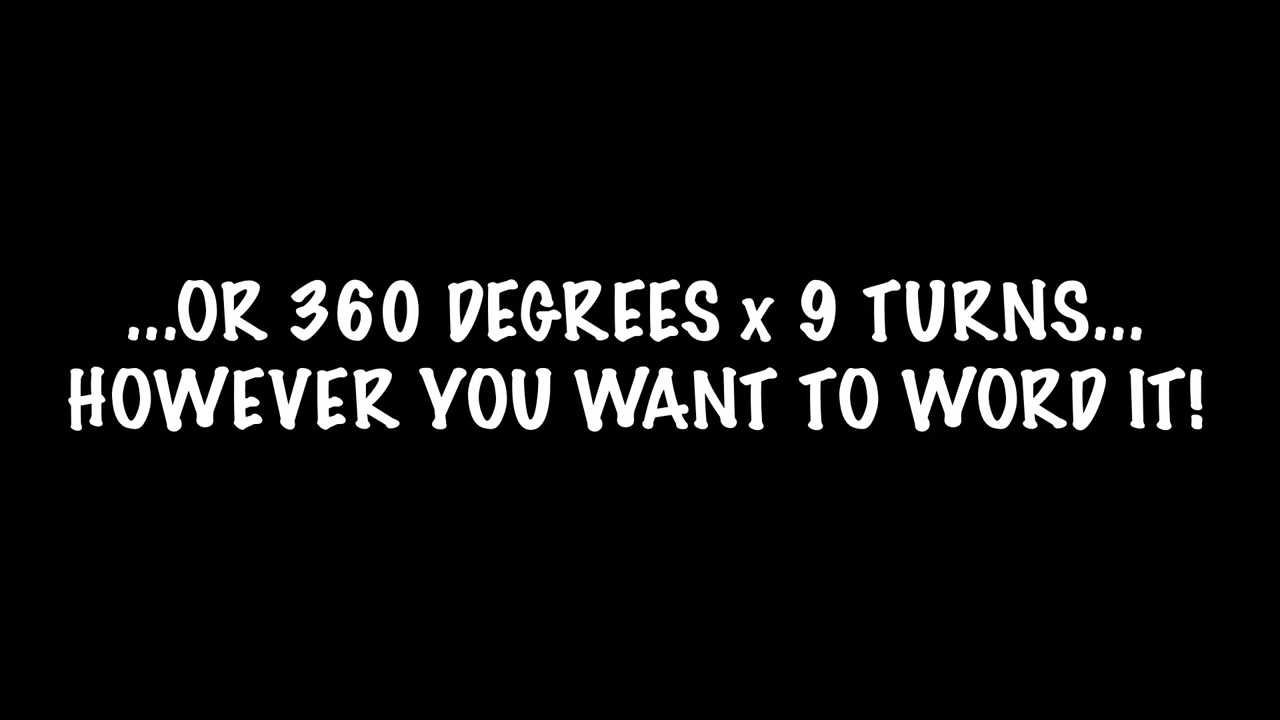 ...OR 360 DEGREES x 9 TURNS...
HOWEVER YOU WANT TO WORD IT!